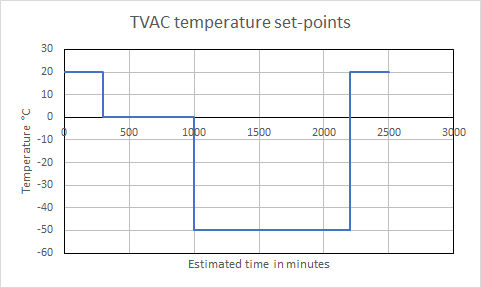 TVAC temperature set-points
30
20
10
0
-10
-20
-30
-40
-50
-60
0 500 1000 1500 2000 2500 3000
Temperature °C
Estimated time in minutes